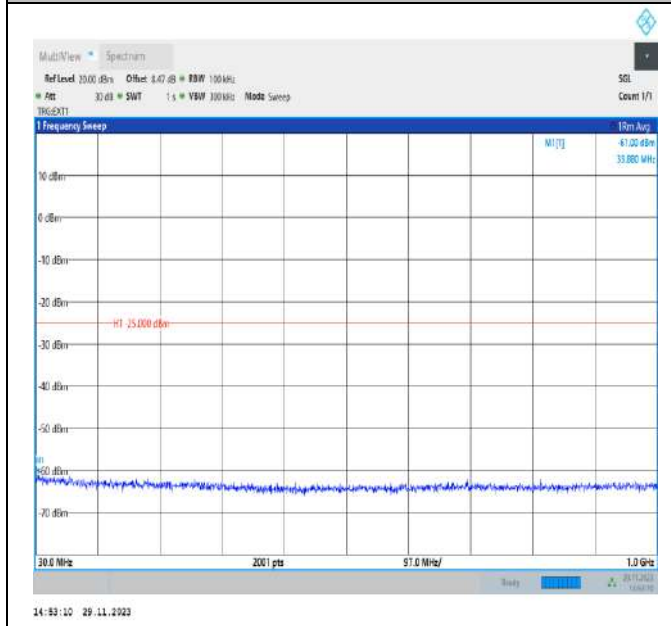 MultiView Spectrum
Ref Level 20.00 dBm Offset 8.47 dB RBW 100 kHz SGL
Att 30 dB SWT 1 s VBW 300 kHz Mode Sweep Count 1/1
TRG:EXT1
1 Frequency Sweep 1Rm Avg
M1[1] -61.00 dBm
33.880 MHz
10 dBm
0 dBm
-10 dBm
-20 dBm
H1 -25.000 dBm
-30 dBm
-40 dBm
-50 dBm
M1
-60 dBm
-70 dBm
30.0 MHz 2001 pts 97.0 MHz/ 1.0 GHz
Ready 29.11.2023
14:53:10 29.11.2023